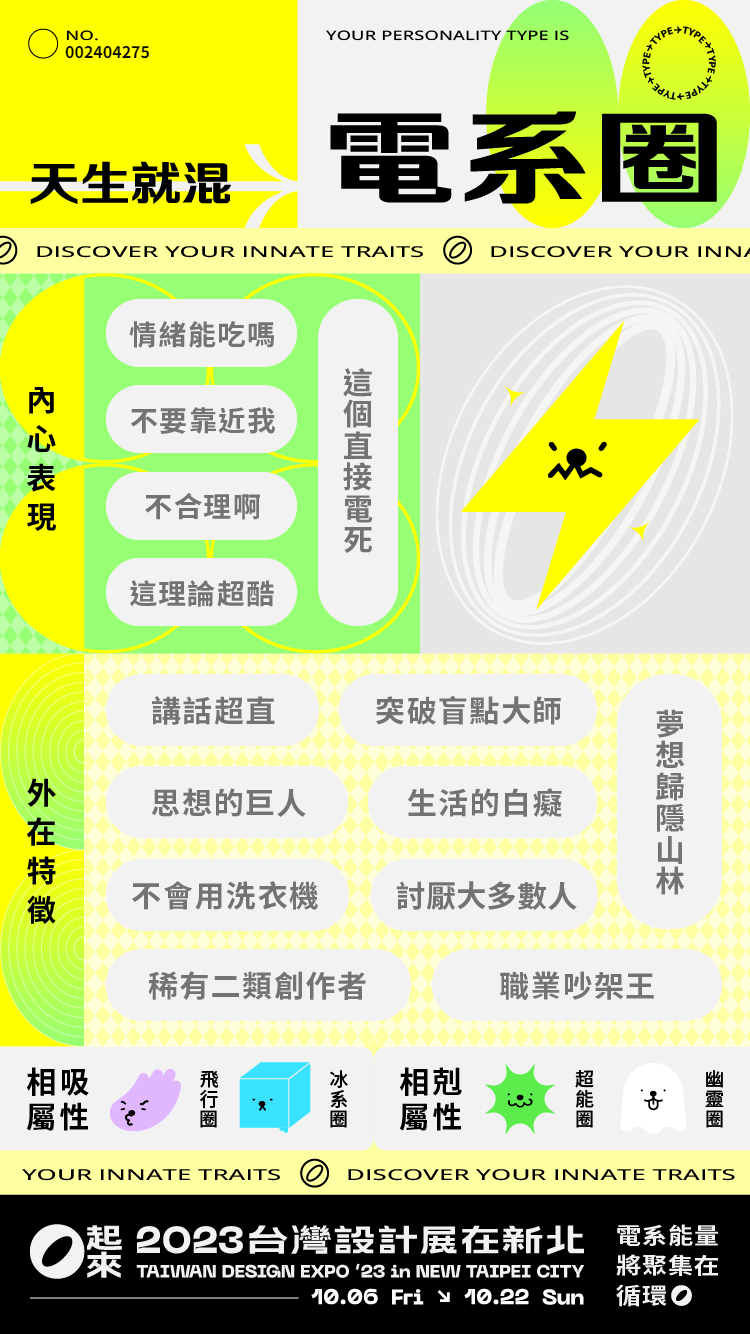 NO.
002404275
YOUR PERSONALITY TYPE IS
TYPE→TYPE→TYPE→TYPE→TYPE→TYPE→TYPE→
天生就混
電系圈
DISCOVER YOUR INNATE TRAITS
DISCOVER YOUR INNA
內心表現
情緒能吃嗎
不要靠近我
不合理啊
這理論超酷
這個直接電死
外在特徵
講話超直
突破盲點大師
思想的巨人
生活的白癡
不會用洗衣機
討厭大多數人
稀有二類創作者
職業吵架王
夢想歸隱山林
相吸屬性
飛行圈
冰系圈
相剋屬性
超能圈
幽靈圈
YOUR INNATE TRAITS
DISCOVER YOUR INNATE TRAITS
起來
2023台灣設計展在新北
TAIWAN DESIGN EXPO '23 in NEW TAIPEI CITY
10.06 Fri ↘ 10.22 Sun
電系能量
將聚集在
循環